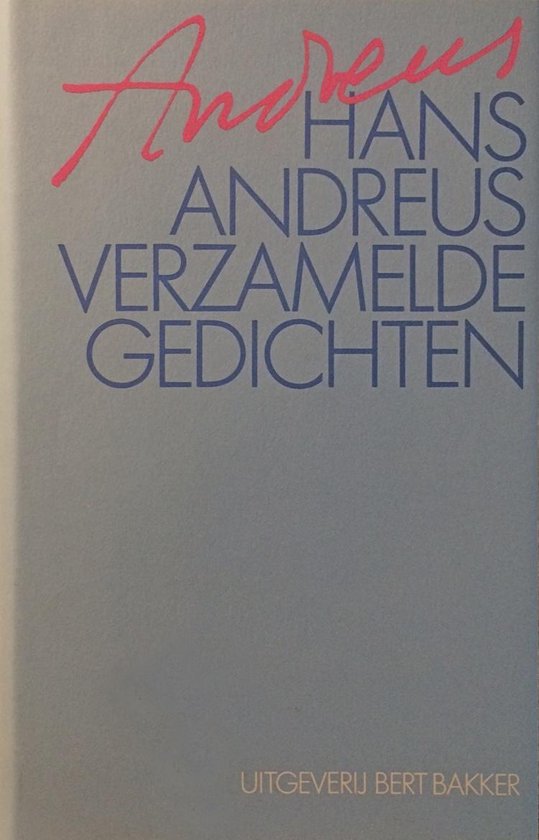 Andreus
HANS
ANDREUS
VERZAMELDE
GEDICHTEN
UITGEVERIJ BERT BAKKER